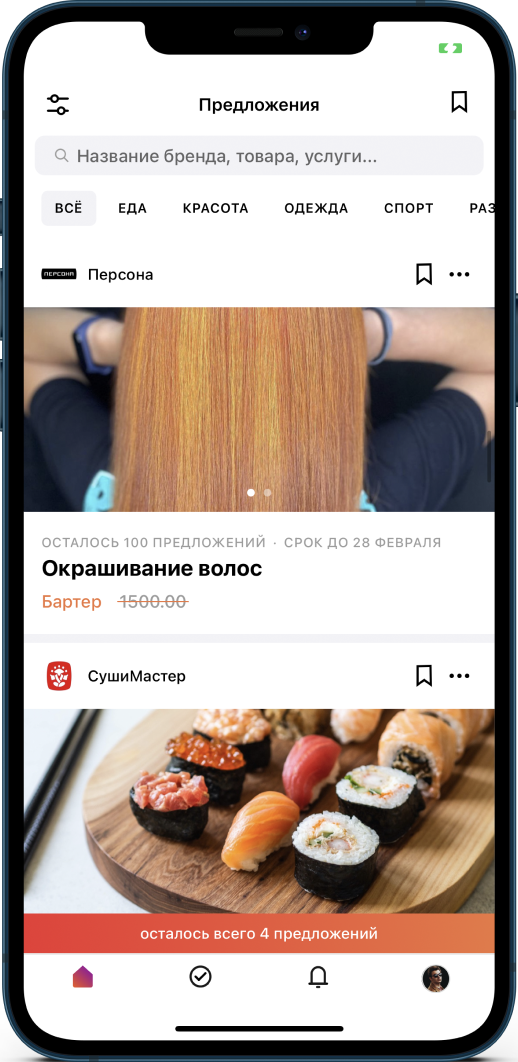 Предложения
Название бренда, товара, услуги...
ВСЁ ЕДА КРАСОТА ОДЕЖДА СПОРТ РАЗ
ПЕРСОНА Персона
ОСТАЛОСЬ 100 ПРЕДЛОЖЕНИЙ · СРОК ДО 28 ФЕВРАЛЯ
Окрашивание волос
Бартер 1500.00
СушиМастер
осталось всего 4 предложений